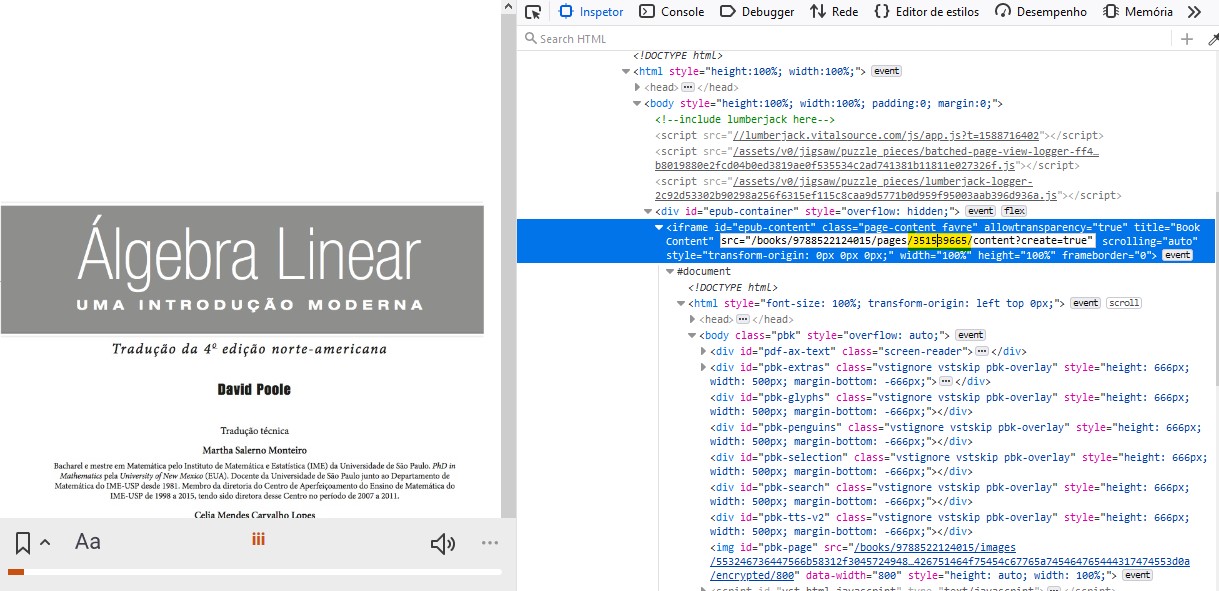 Álgebra Linear
UMA INTRODUÇÃO MODERNA
Tradução da 4ª edição norte-americana
David Poole
Tradução técnica
Martha Salerno Monteiro
Bacharel e mestre em Matemática pelo Instituto de Matemática e Estatística (IME) da Universidade de São Paulo. PhD in
Mathematics pela University of New Mexico (EUA). Docente da Universidade de São Paulo junto ao Departamento de
Matemática do IME-USP desde 1981. Membro da diretoria do Centro de Aperfeiçoamento do Ensino de Matemática do
IME-USP de 1998 a 2015, tendo sido diretora desse Centro no período de 2007 a 2011.
Celia Mendes Carvalho Lopes
Aa
iii
Inspetor Console Debugger Rede Editor de estilos Desempenho Memória
Search HTML
<!DOCTYPE html>
<html style="height:100%; width:100%;"> event
<head> ··· </head>
<body style="height:100%; width:100%; padding:0; margin:0;">
<!--include lumberjack here-->
<script src="//lumberjack.vitalsource.com/js/app.js?t=1588716402"></script>
<script src="/assets/v0/jigsaw/puzzle_pieces/batched-page-view-logger-ff4…
b8019880e2fcd04b0ed3819ae0f535534c2ad741381b11811e027326f.js"></script>
<script src="/assets/v0/jigsaw/puzzle_pieces/lumberjack-logger-
2c92d53302b90298a256f6315ef115c8caa9d5771b0d959f95003aab396d936a.js"></script>
<div id="epub-container" style="overflow: hidden;"> event flex
<iframe id="epub-content" class="page-content favre" allowtransparency="true" title="Book
Content" src="/books/9788522124015/pages/351539665/content?create=true" scrolling="auto"
style="transform-origin: 0px 0px 0px;" width="100%" height="100%" frameborder="0"> event
#document
<!DOCTYPE html>
<html style="font-size: 100%; transform-origin: left top 0px;"> event scroll
<head> ··· </head>
<body class="pbk" style="overflow: auto;"> event
<div id="pdf-ax-text" class="screen-reader"> ··· </div>
<div id="pbk-extras" class="vstignore vstskip pbk-overlay" style="height: 666px;
width: 500px; margin-bottom: -666px;"> ··· </div>
<div id="pbk-glyphs" class="vstignore vstskip pbk-overlay" style="height: 666px;
width: 500px; margin-bottom: -666px;"></div>
<div id="pbk-penguins" class="vstignore vstskip pbk-overlay" style="height: 666px;
width: 500px; margin-bottom: -666px;"></div>
<div id="pbk-selection" class="vstignore vstskip pbk-overlay" style="height: 666px;
width: 500px; margin-bottom: -666px;"></div>
<div id="pbk-search" class="vstignore vstskip pbk-overlay" style="height: 666px;
width: 500px; margin-bottom: -666px;"></div>
<div id="pbk-tts-v2" class="vstignore vstskip pbk-overlay" style="height: 666px;
width: 500px; margin-bottom: -666px;"></div>
<img id="pbk-page" src="/books/9788522124015/images
/553246736447566b58312f3045724948…426751464f75454c67765a745464765444317474553d0a
/encrypted/800" data-width="800" style="height: auto; width: 100%;"> event